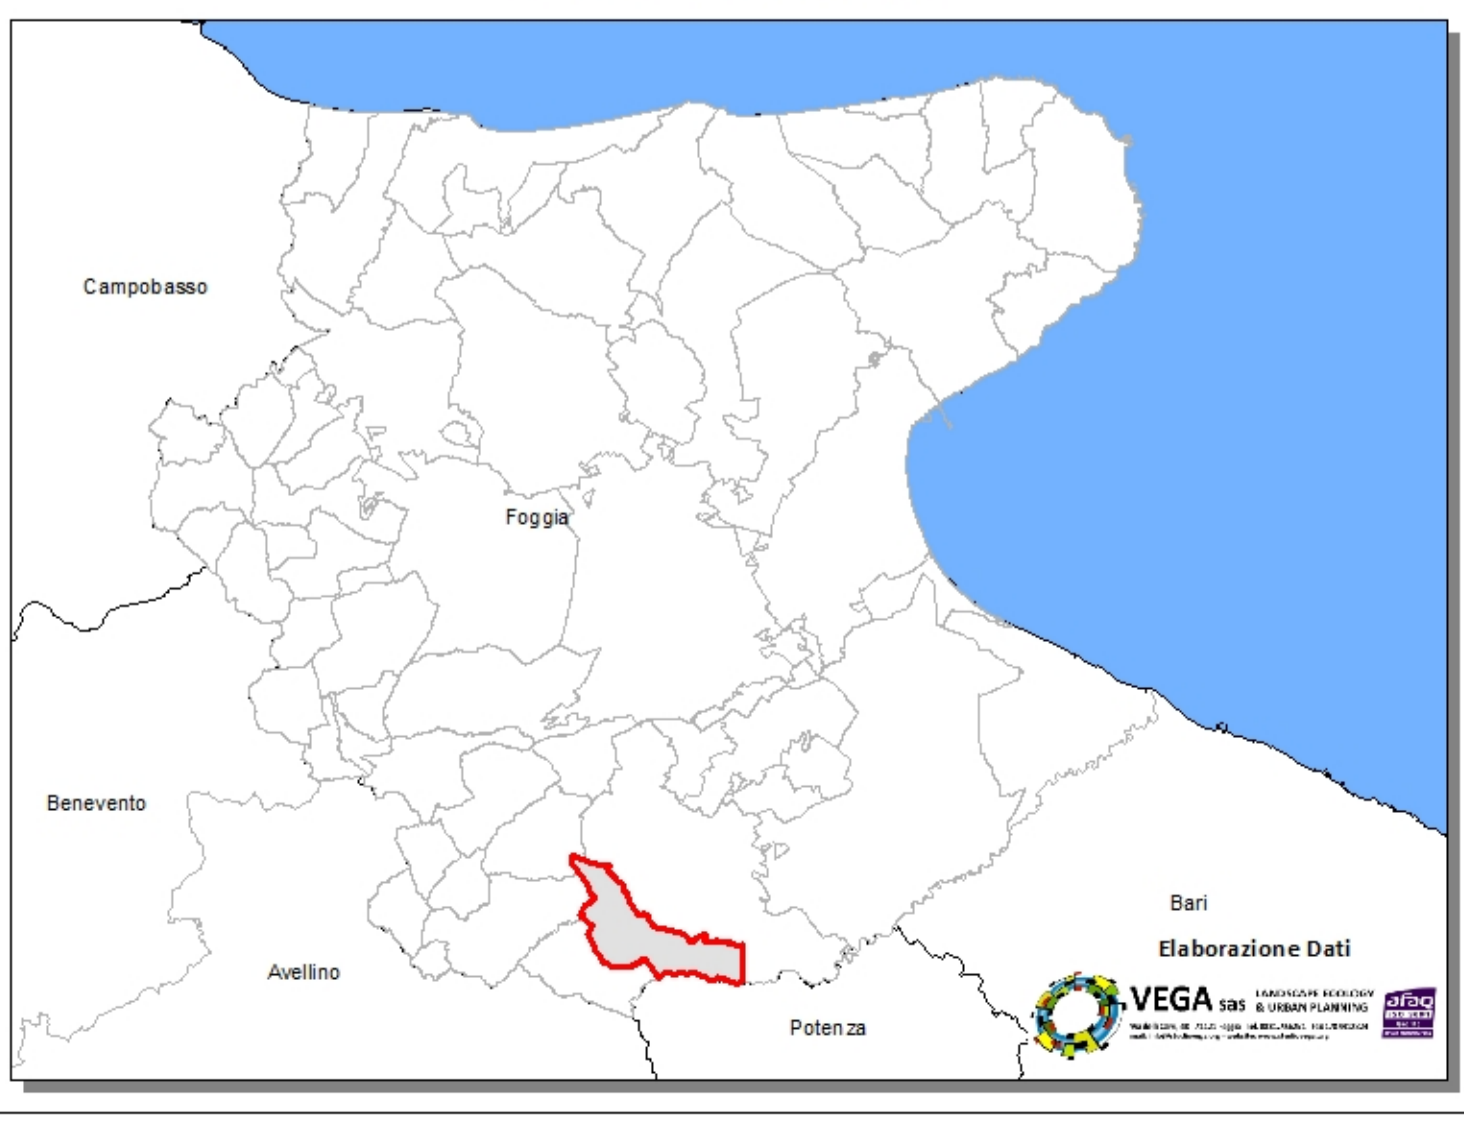 Campobasso
Foggia
Benevento
Bari
Elaborazione Dati
Avellino
VEGA sas
LANDSCAPE ECOLOGY
& URBAN PLANNING
afaq
Potenza